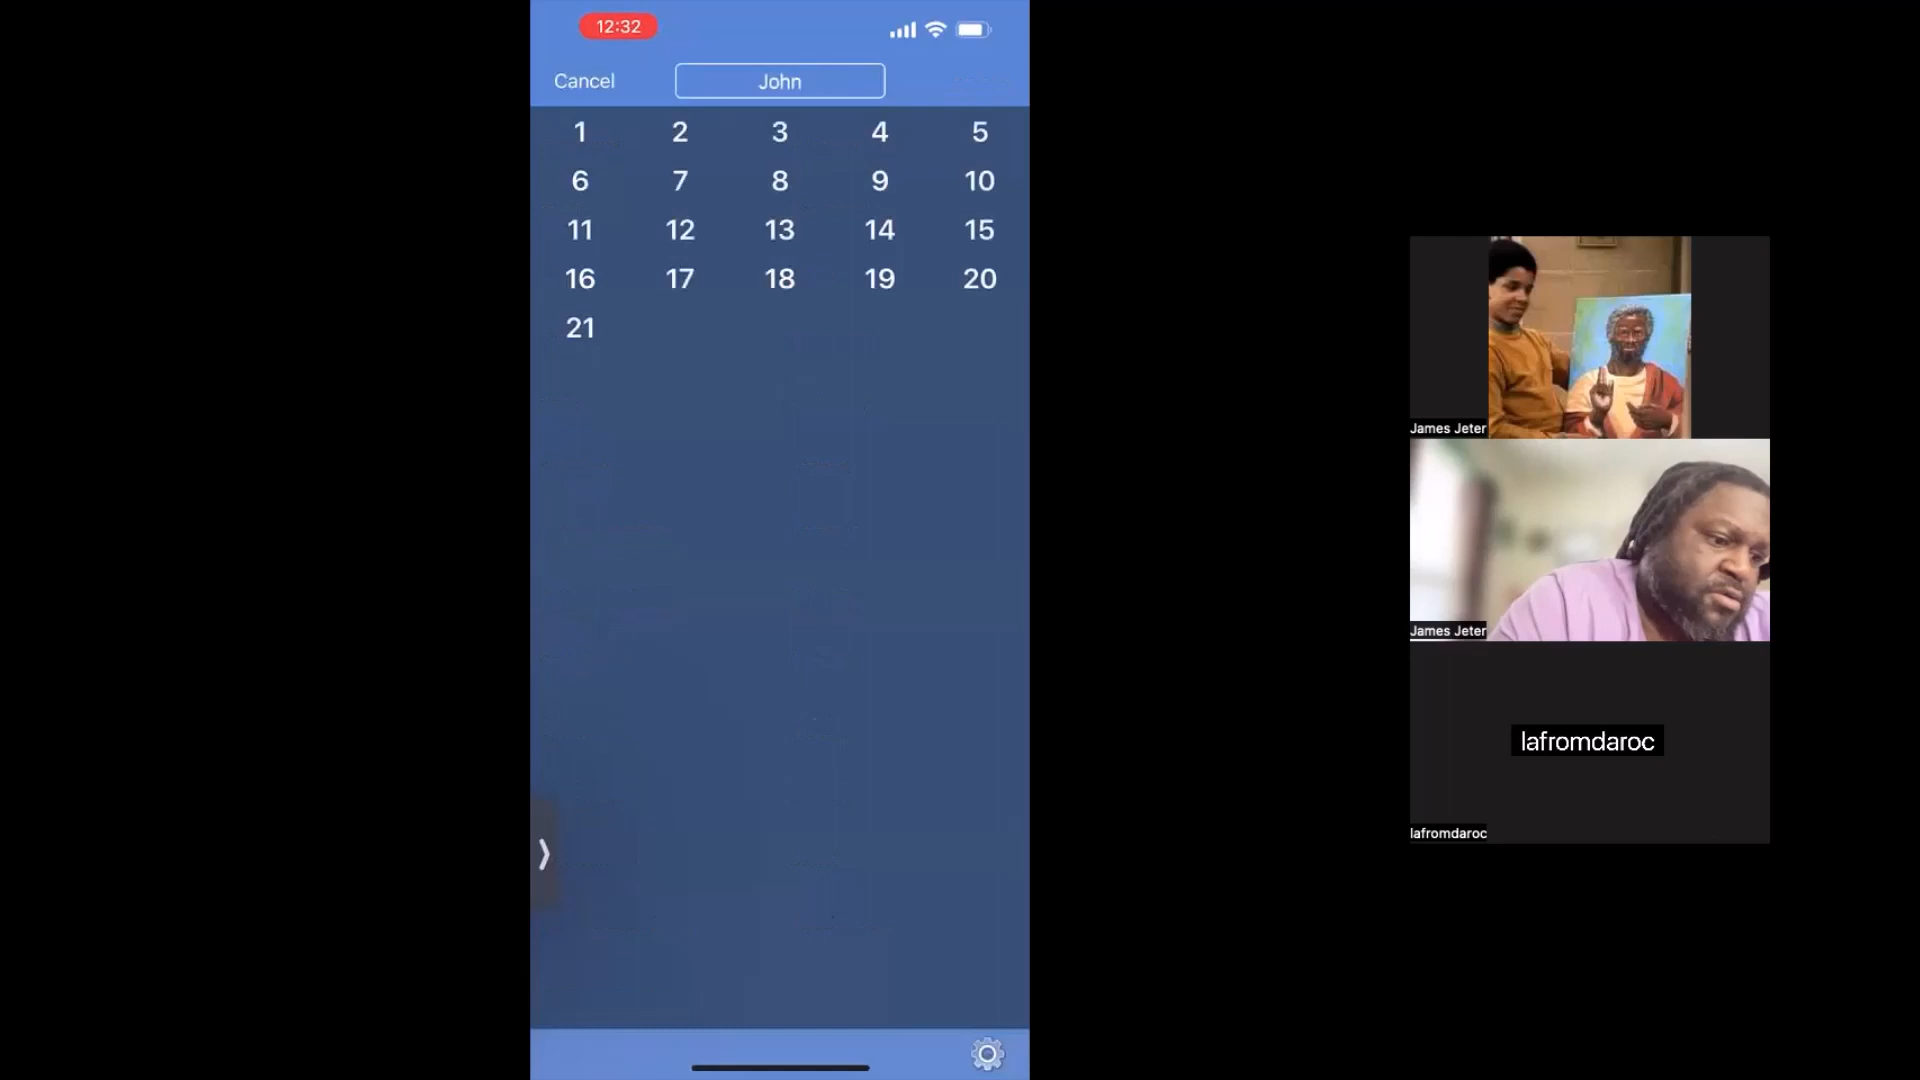 12:32
Cancel
John
1 2 3 4 5
6 7 8 9 10
11 12 13 14 15
16 17 18 19 20
21
James Jeter
James Jeter
lafromdaroc
lafromdaroc